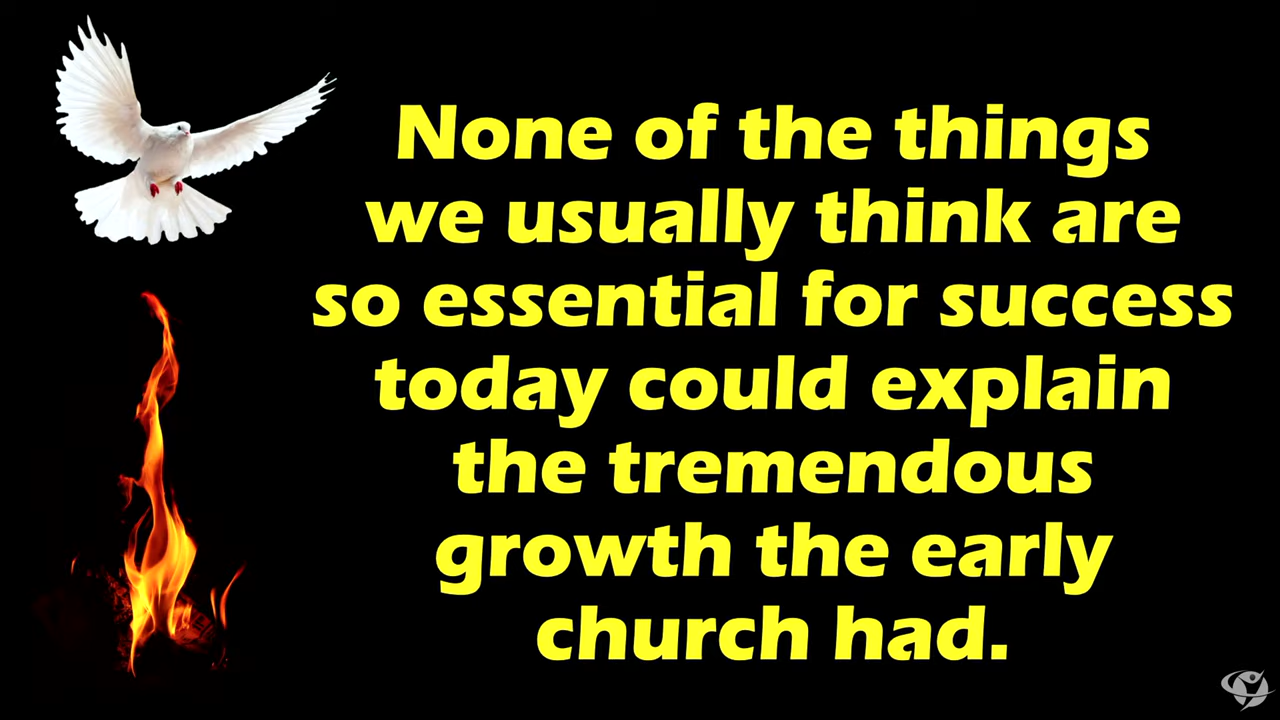 None of the things
we usually think are
so essential for success
today could explain
the tremendous
growth the early
church had.